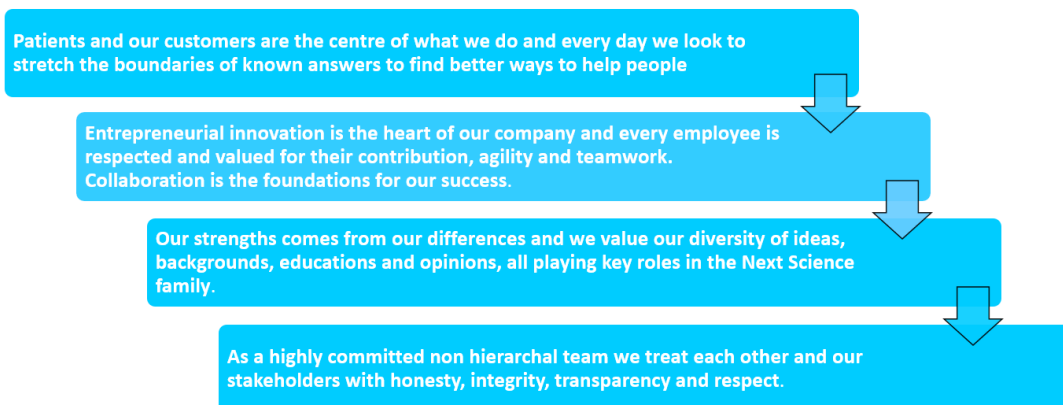 Patients and our customers are the centre of what we do and every day we look to
stretch the boundaries of known answers to find better ways to help people
Entrepreneurial innovation is the heart of our company and every employee is
respected and valued for their contribution, agility and teamwork.
Collaboration is the foundations for our success.
Our strengths comes from our differences and we value our diversity of ideas,
backgrounds, educations and opinions, all playing key roles in the Next Science
family.
As a highly committed non hierarchal team we treat each other and our
stakeholders with honesty, integrity, transparency and respect.